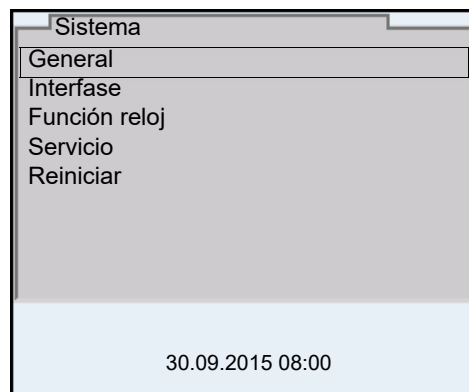 Sistema
General
Interfase
Función reloj
Servicio
Reiniciar
30.09.2015 08:00